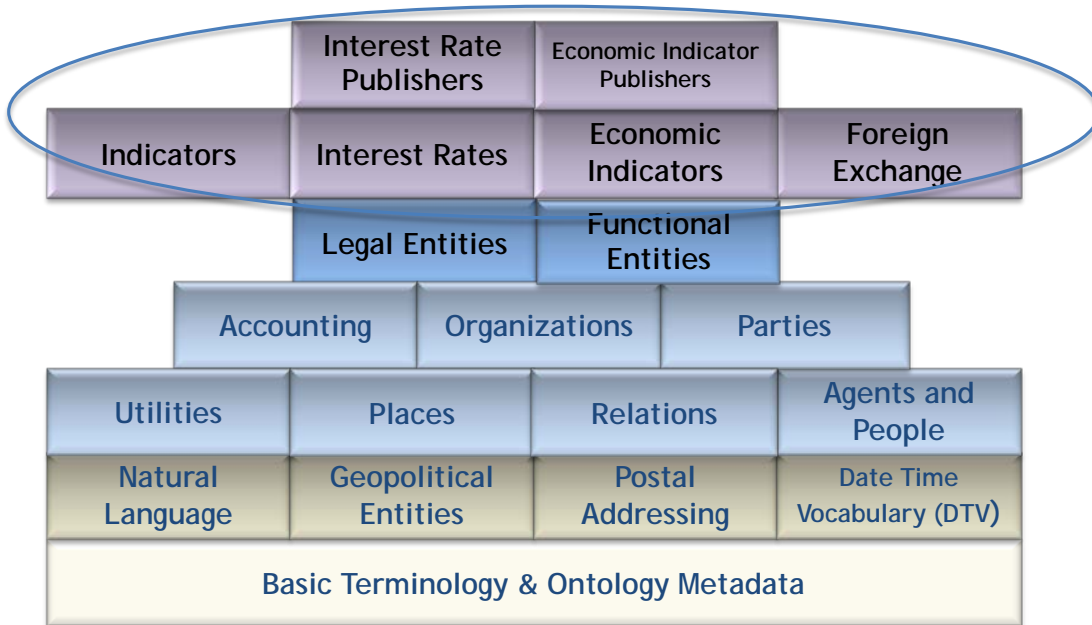 Interest Rate
Publishers
Economic Indicator
Publishers
Indicators
Interest Rates
Economic
Indicators
Foreign
Exchange
Legal Entities
Functional
Entities
Accounting
Organizations
Parties
Utilities
Places
Relations
Agents and
People
Natural
Language
Geopolitical
Entities
Postal
Addressing
Date Time
Vocabulary (DTV)
Basic Terminology & Ontology Metadata